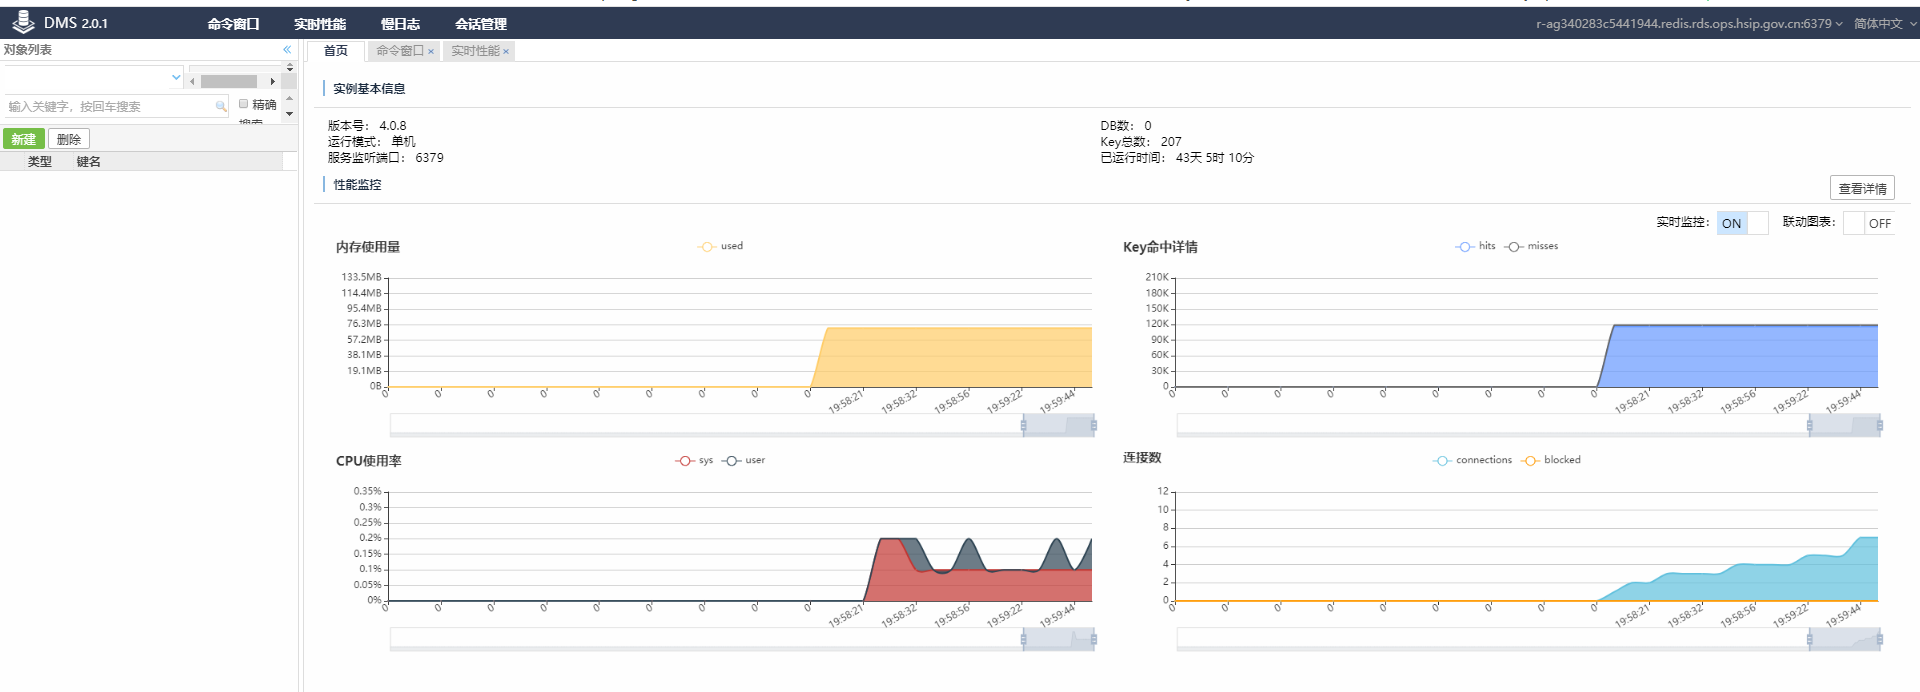 DMS 2.0.1 命令窗口 实时性能 慢日志 会话管理 r-ag340283c5441944.redis.rds.ops.hsip.gov.cn:6379 简体中文
对象列表
首页 命令窗口 × 实时性能 ×
输入关键字，按回车搜索 精确
搜索
新建 删除
类型 键名
实例基本信息
版本号： 4.0.8
运行模式： 单机
服务监听端口： 6379
DB数： 0
Key总数： 207
已运行时间： 43天 5时 10分
性能监控
查看详情
实时监控： ON 联动图表： OFF
内存使用量
used
133.5MB
114.4MB
95.4MB
76.3MB
57.2MB
38.1MB
19.1MB
0B
0 0 0 0 0 0 0 0 0 19:58:21 19:58:32 19:58:56 19:59:22 19:59:44
Key命中详情
hits misses
210K
180K
150K
120K
90K
60K
30K
0
0 0 0 0 0 0 0 0 0 19:58:21 19:58:32 19:58:56 19:59:22 19:59:44
CPU使用率
sys user
0.35%
0.3%
0.25%
0.2%
0.15%
0.1%
0.05%
0%
0 0 0 0 0 0 0 0 0 19:58:21 19:58:32 19:58:56 19:59:22 19:59:44
连接数
connections blocked
12
10
8
6
4
2
0
0 0 0 0 0 0 0 0 0 19:58:21 19:58:32 19:58:56 19:59:22 19:59:44